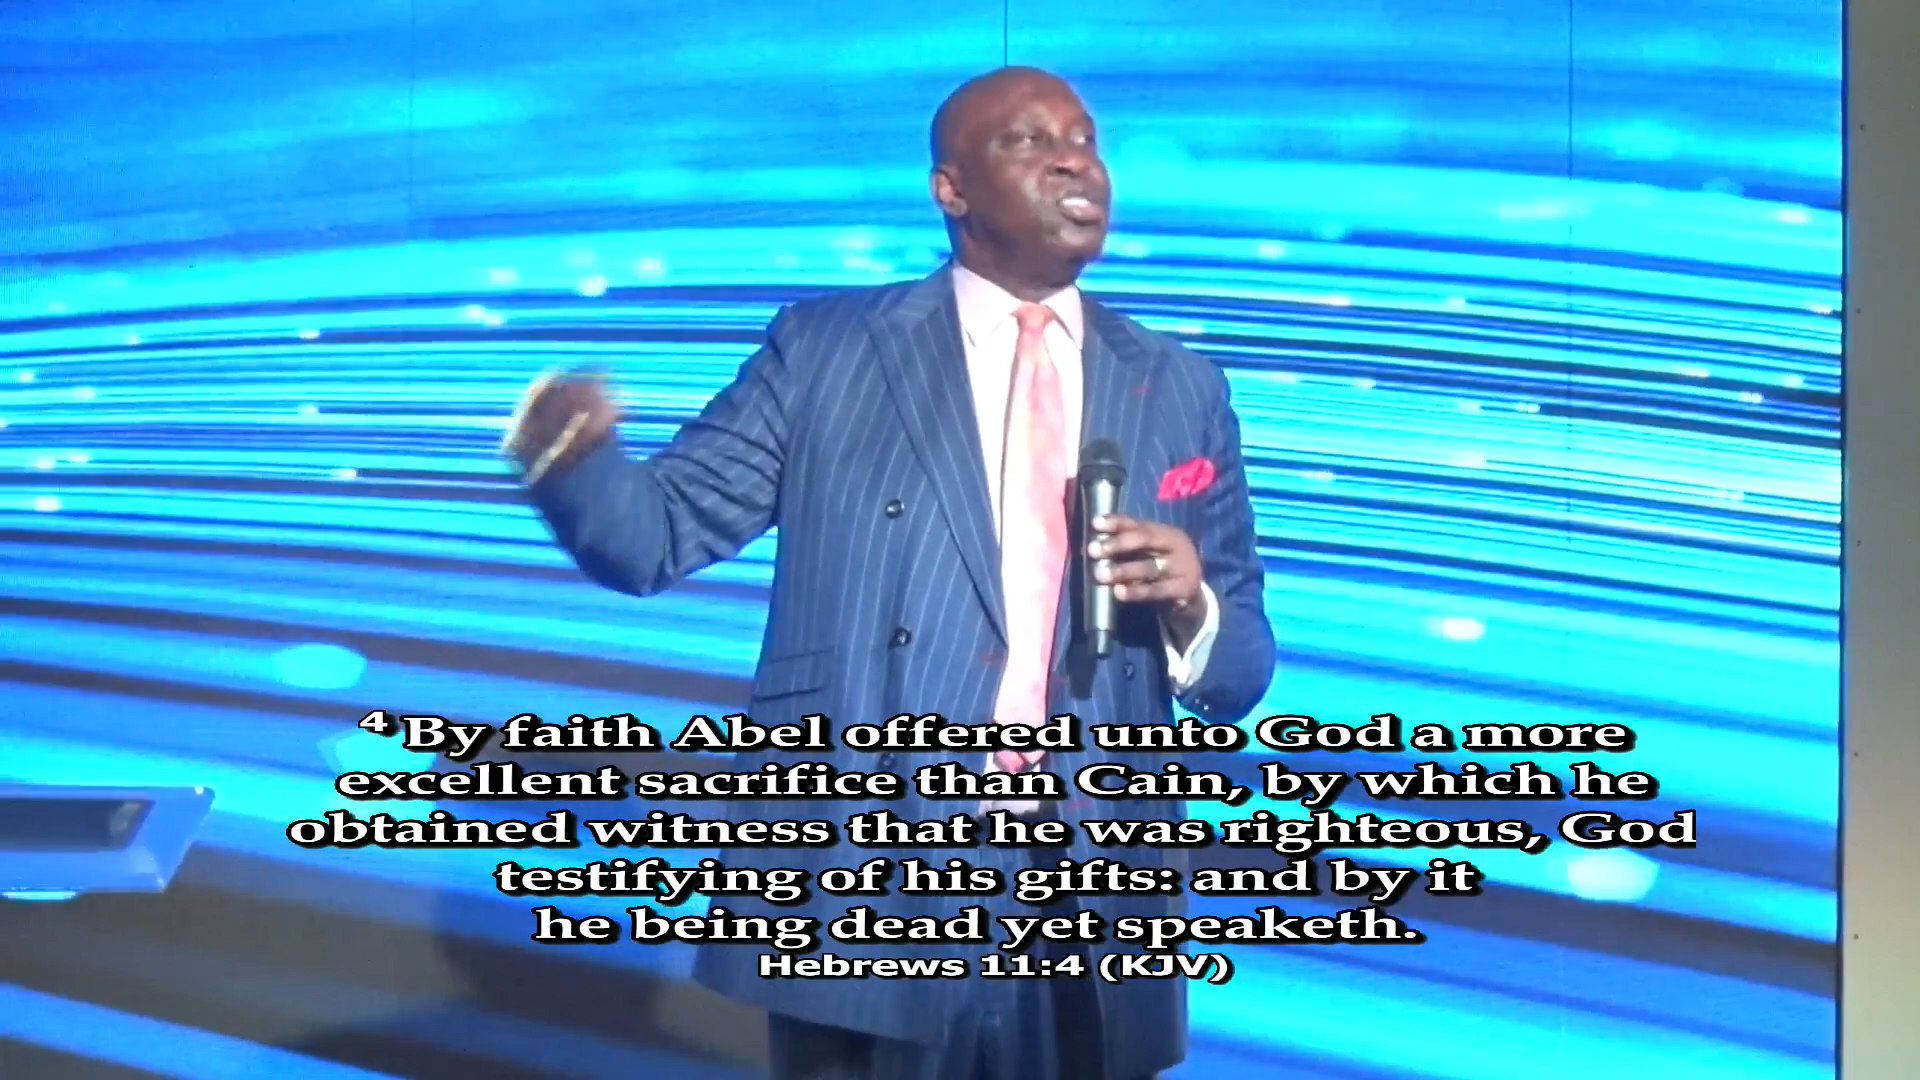 ⁴ By faith Abel offered unto God a more
excellent sacrifice than Cain, by which he
obtained witness that he was righteous, God
testifying of his gifts: and by it
he being dead yet speaketh.
Hebrews 11:4 (KJV)